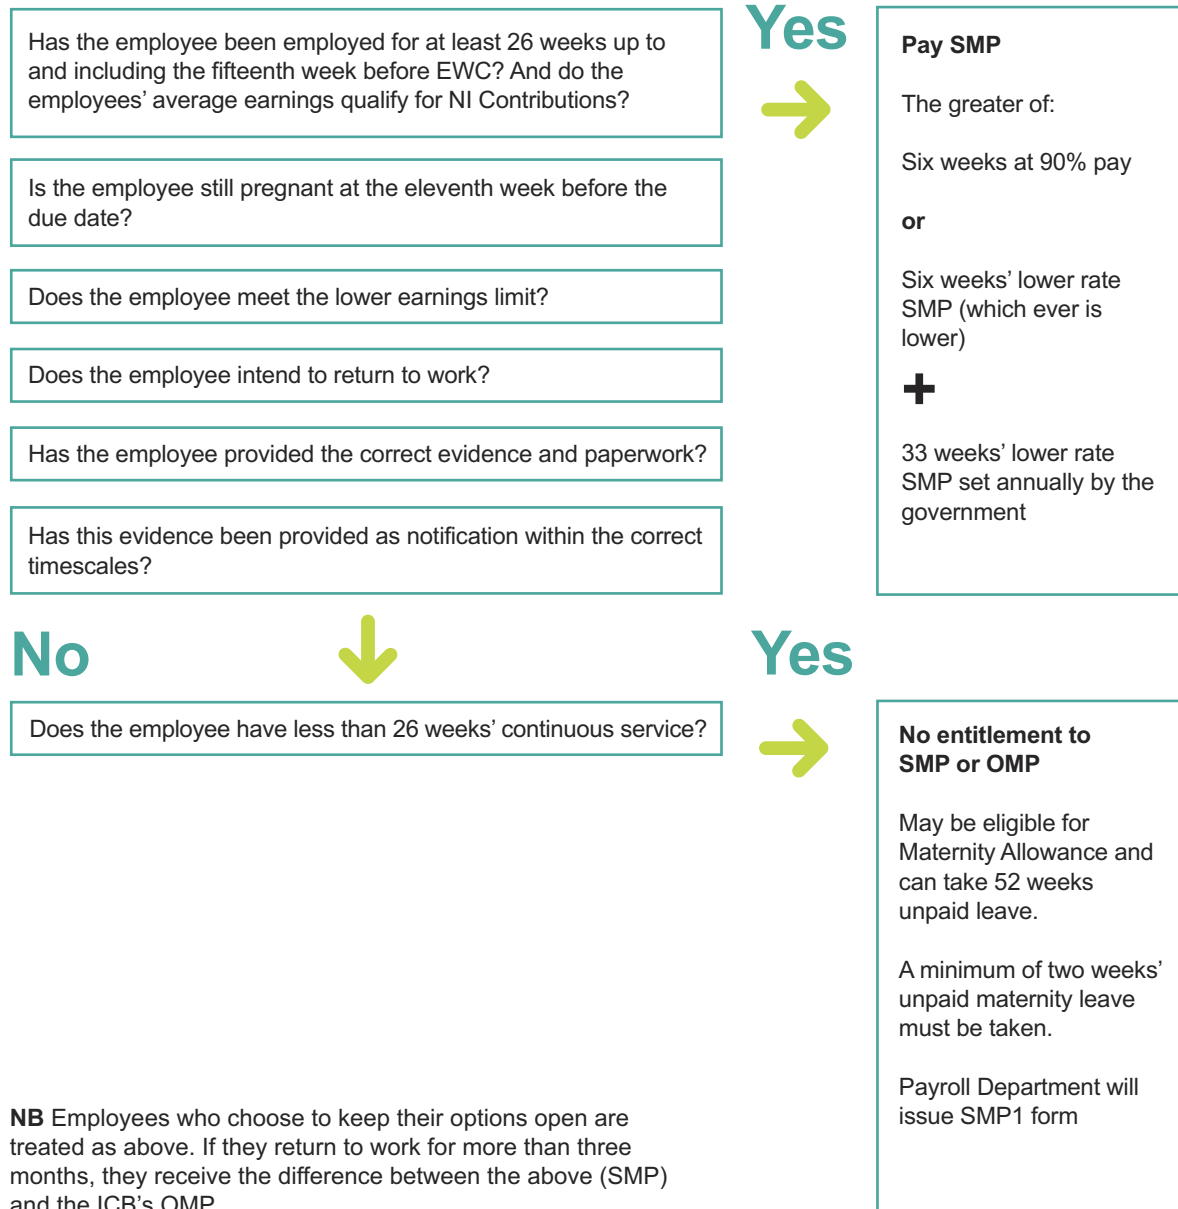 Has the employee been employed for at least 26 weeks up to
and including the fifteenth week before EWC? And do the
employees’ average earnings qualify for NI Contributions?
Is the employee still pregnant at the eleventh week before the
due date?
Does the employee meet the lower earnings limit?
Does the employee intend to return to work?
Has the employee provided the correct evidence and paperwork?
Has this evidence been provided as notification within the correct
timescales?
Yes
Pay SMP
The greater of:
Six weeks at 90% pay
or
Six weeks’ lower rate
SMP (which ever is
lower)
+
33 weeks’ lower rate
SMP set annually by the
government
No
Does the employee have less than 26 weeks’ continuous service?
Yes
No entitlement to
SMP or OMP
May be eligible for
Maternity Allowance and
can take 52 weeks
unpaid leave.
A minimum of two weeks’
unpaid maternity leave
must be taken.
Payroll Department will
issue SMP1 form
NB Employees who choose to keep their options open are
treated as above. If they return to work for more than three
months, they receive the difference between the above (SMP)
and the ICB’s OMP